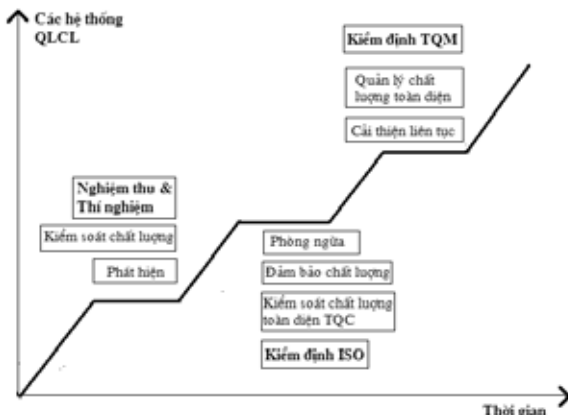 Các hệ thống
QLCL
Kiểm định TQM
Quản lý chất
lượng toàn diện
Cải thiện liên tục
Nghiệm thu &
Thí nghiệm
Kiểm soát chất lượng
Phát hiện
Phòng ngừa
Đảm bảo chất lượng
Kiểm soát chất lượng
toàn diện TQC
Kiểm định ISO
Thời gian